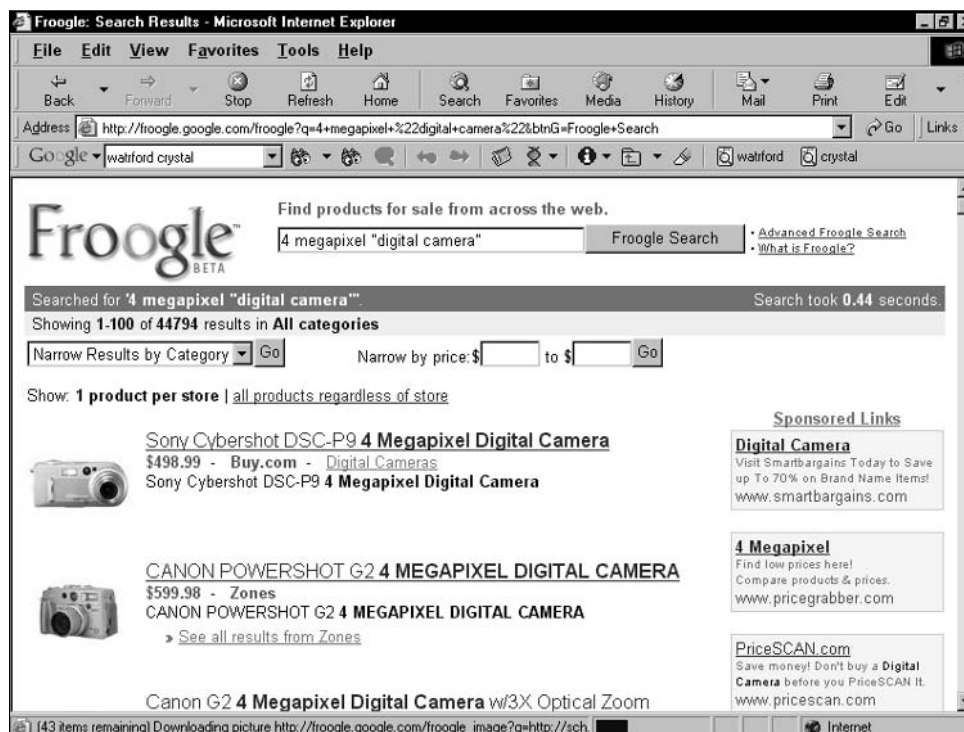 Froogle: Search Results - Microsoft Internet Explorer
File Edit View Favorites Tools Help
Back Forward Stop Refresh Home Search Favorites Media History Mail Print Edit
Address http://froogle.google.com/froogle?q=4+megapixel+%22digital+camera%22&btnG=Froogle+Search Go Links
Google watrford crystal watrford crystal
Froogle™
BETA
Find products for sale from across the web.
4 megapixel "digital camera" Froogle Search
• Advanced Froogle Search
• What is Froogle?
Searched for '4 megapixel "digital camera"'. Search took 0.44 seconds.
Showing 1-100 of 44794 results in All categories
Narrow Results by Category Go Narrow by price:$ to $ Go
Show: 1 product per store | all products regardless of store
Sony Cybershot DSC-P9 4 Megapixel Digital Camera
$498.99 - Buy.com - Digital Cameras
Sony Cybershot DSC-P9 4 Megapixel Digital Camera
CANON POWERSHOT G2 4 MEGAPIXEL DIGITAL CAMERA
$599.98 - Zones
CANON POWERSHOT G2 4 MEGAPIXEL DIGITAL CAMERA
» See all results from Zones
Canon G2 4 Megapixel Digital Camera w/3X Optical Zoom
Sponsored Links
Digital Camera
Visit Smartbargains Today to Save
up To 70% on Brand Name Items!
www.smartbargains.com
4 Megapixel
Find low prices here!
Compare products & prices.
www.pricegrabber.com
PriceSCAN.com
Save money! Don't buy a Digital
Camera before you PriceSCAN It.
www.pricescan.com
(43 items remaining) Downloading picture http://froogle.google.com/froogle_image?q=http://sch. Internet